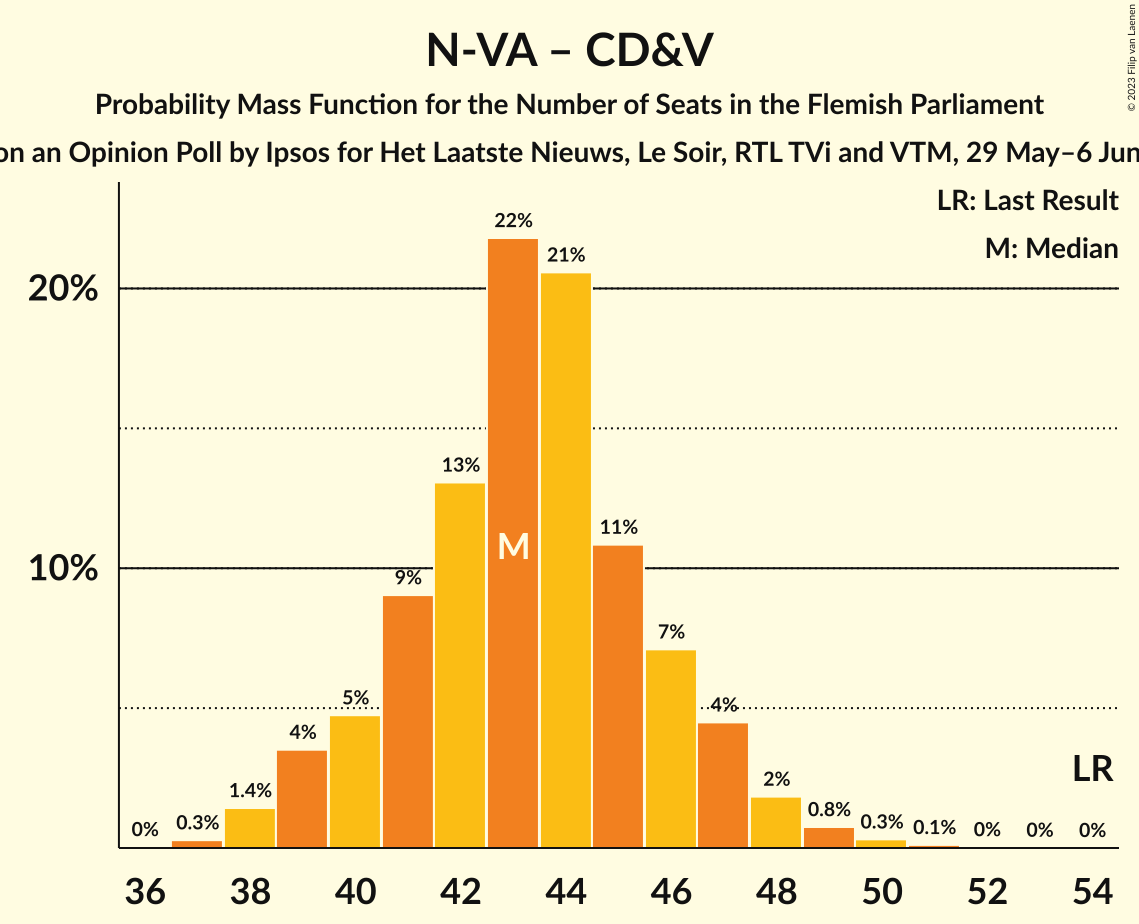 N-VA – CD&V
Probability Mass Function for the Number of Seats in the Flemish Parliament
on an Opinion Poll by Ipsos for Het Laatste Nieuws, Le Soir, RTL TVi and VTM, 29 May–6 Jun
© 2023 Filip van Laenen
LR: Last Result
M: Median
20%
10%
0% 0.3% 1.4% 4% 5% 9% 13% 22% 21% 11% 7% 4% 2% 0.8% 0.3% 0.1% 0% 0% 0%
M
LR
36 38 40 42 44 46 48 50 52 54